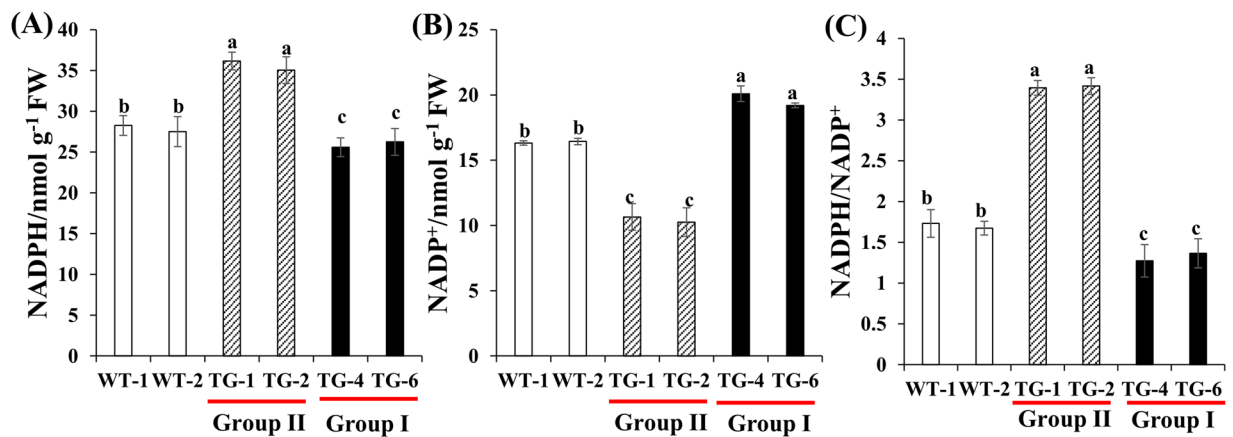 (A)
NADPH/nmol g-1 FW
40
35
30
25
20
15
10
5
0
b
b
a
a
c
c
WT-1 WT-2 TG-1 TG-2 TG-4 TG-6
Group II Group I
(B)
NADP+/nmol g-1 FW
25
20
15
10
5
0
b
b
c
c
a
a
WT-1 WT-2 TG-1 TG-2 TG-4 TG-6
Group II Group I
(C)
NADPH/NADP+
4
3.5
3
2.5
2
1.5
1
0.5
0
b
b
a
a
c
c
WT-1 WT-2 TG-1 TG-2 TG-4 TG-6
Group II Group I